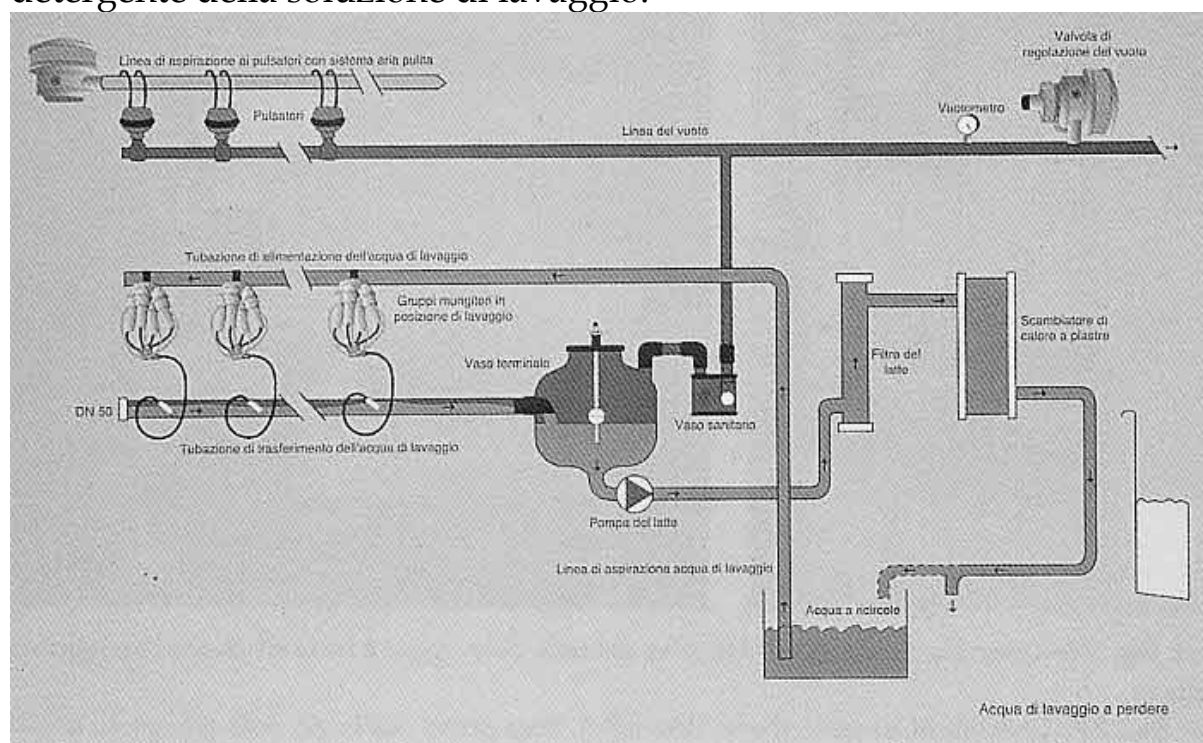 detergente della soluzione di lavaggio.
Linea di aspirazione ai pulsatori con sistema aria pulita
Valvola di
regolazione del vuoto
Pulsatori
Vuotometro
Linea del vuoto
Tubazione di alimentazione dell'acqua di lavaggio
Gruppi mungitori in
posizione di lavaggio
Vaso terminale
Scambiatore di
calore a piastre
Filtro del
latte
DN 50
Vaso sanitario
Tubazione di trasferimento dell'acqua di lavaggio
Pompa del latte
Linea di aspirazione acqua di lavaggio
Acqua a ricircolo
Acqua di lavaggio a perdere